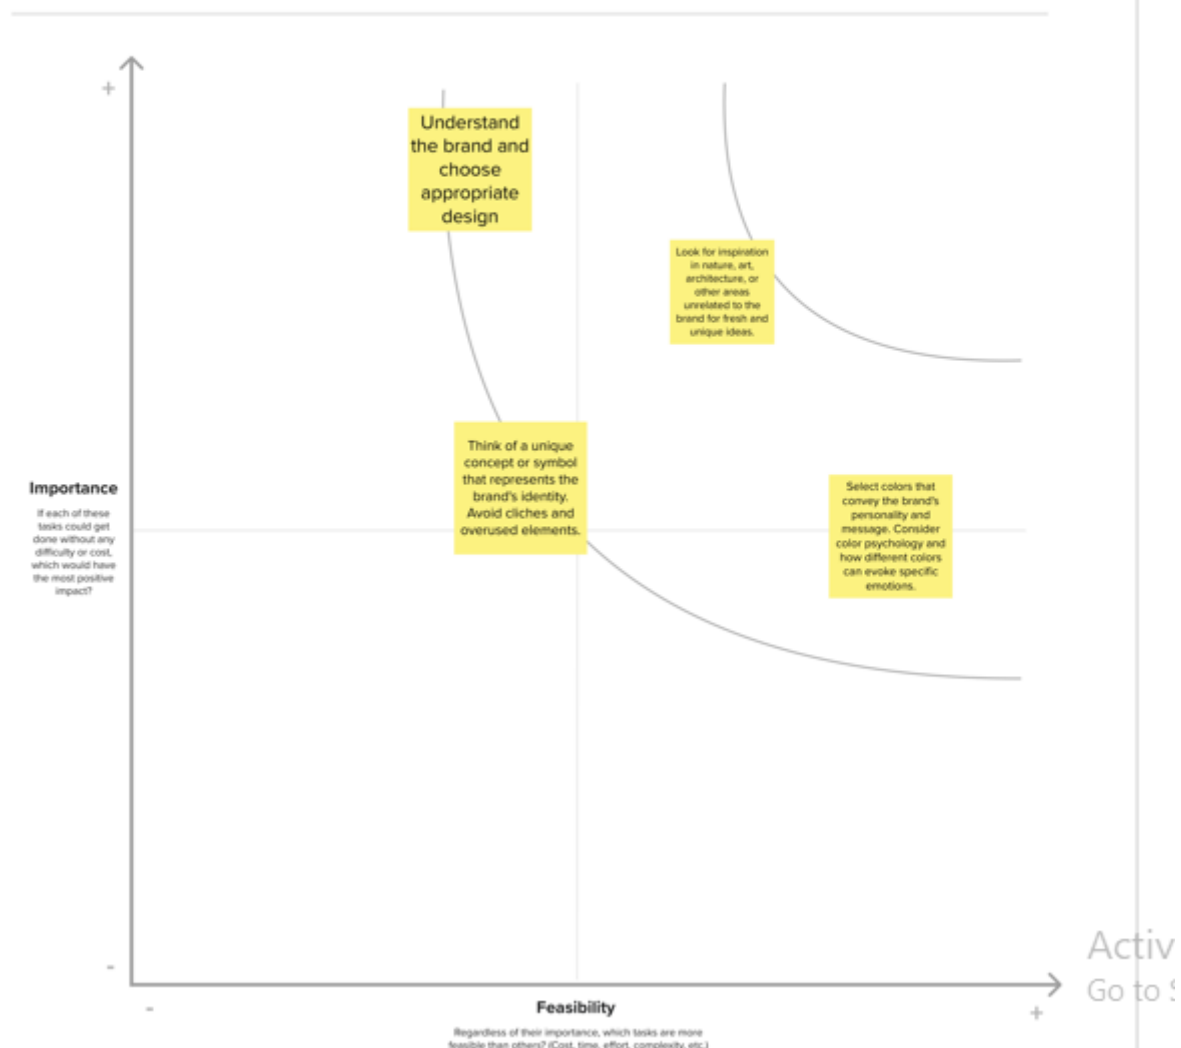 +
Understand
the brand and
choose
appropriate
design
Look for inspiration
in nature, art,
architecture, or
other areas
unrelated to the
brand for fresh and
unique ideas.
Think of a unique
concept or symbol
that represents the
brand's identity.
Avoid cliches and
overused elements.
Select colors that
convey the brand's
personality and
message. Consider
color psychology and
how different colors
can evoke specific
emotions.
Importance
If each of these
tasks could get
done without any
difficulty or cost,
which would have
the most positive
impact?
-
-
Feasibility
+
Regardless of their importance, which tasks are more
feasible than others? (Cost, time, effort, complexity, etc.)
Activ
Go to S